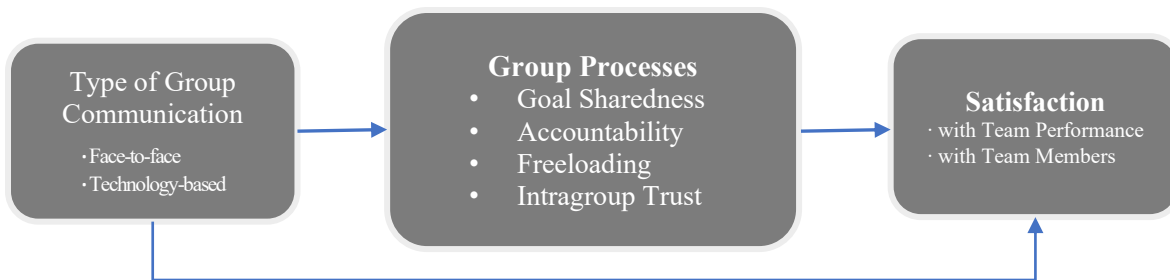 Type of Group
Communication
· Face-to-face
· Technology-based
Group Processes
• Goal Sharedness
• Accountability
• Freeloading
• Intragroup Trust
Satisfaction
· with Team Performance
· with Team Members